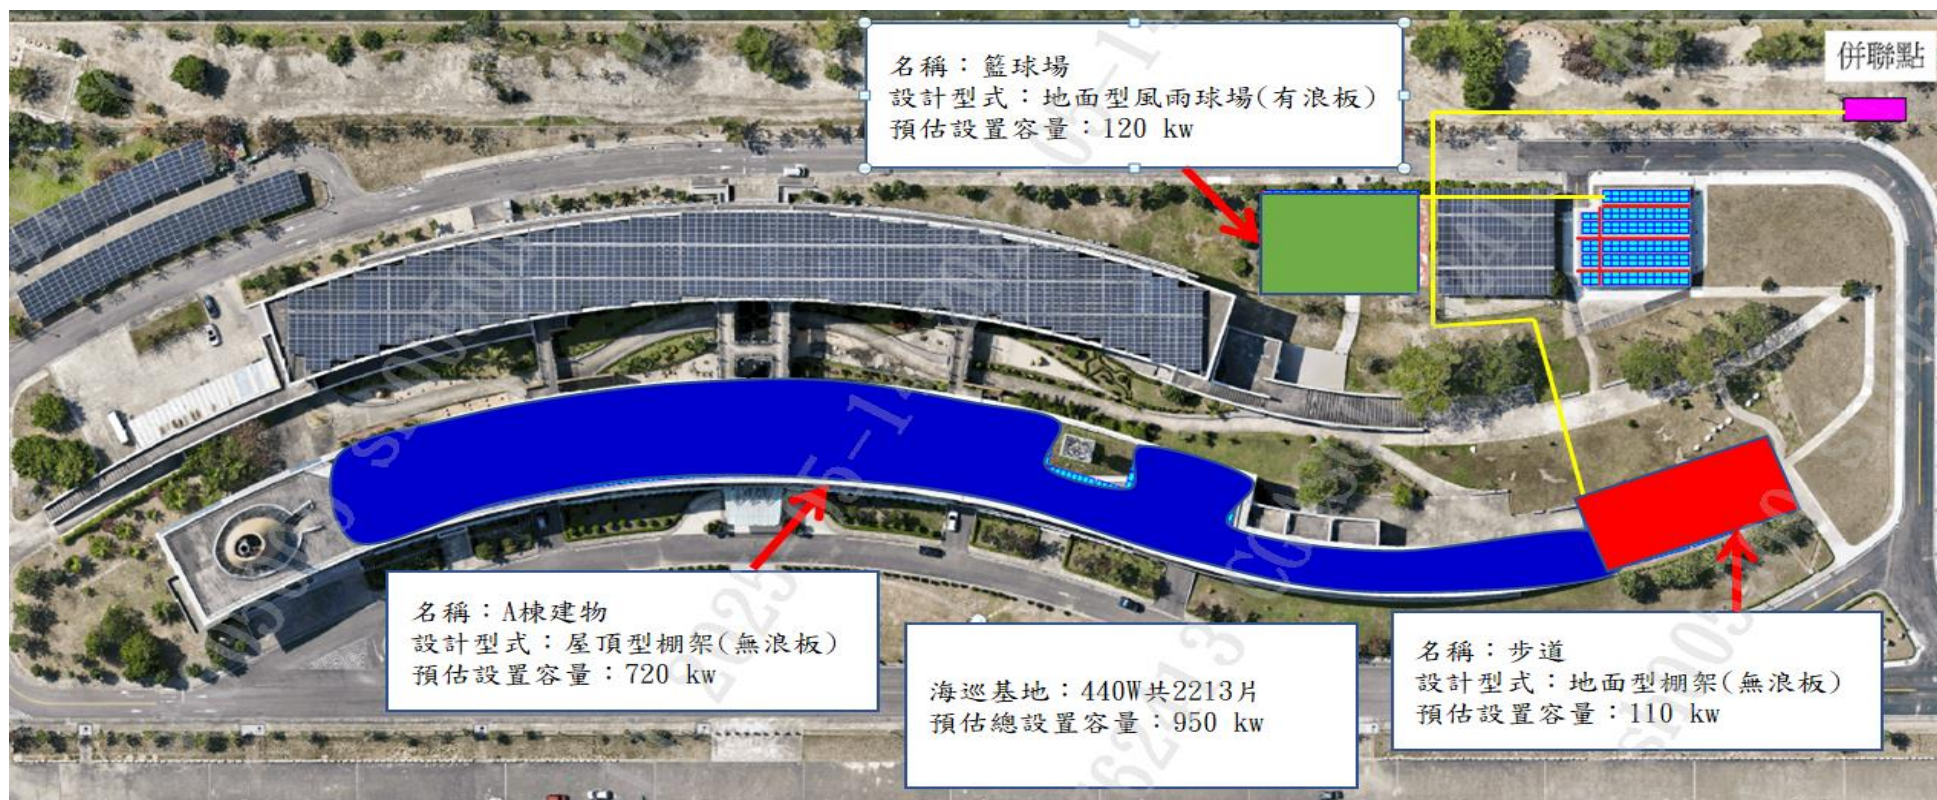 名稱：籃球場
設計型式：地面型風雨球場(有浪板)
預估設置容量：120 kw
併聯點
名稱：A棟建物
設計型式：屋頂型棚架(無浪板)
預估設置容量：720 kw
海巡基地：440W共2213片
預估總設置容量：950 kw
名稱：步道
設計型式：地面型棚架(無浪板)
預估設置容量：110 kw